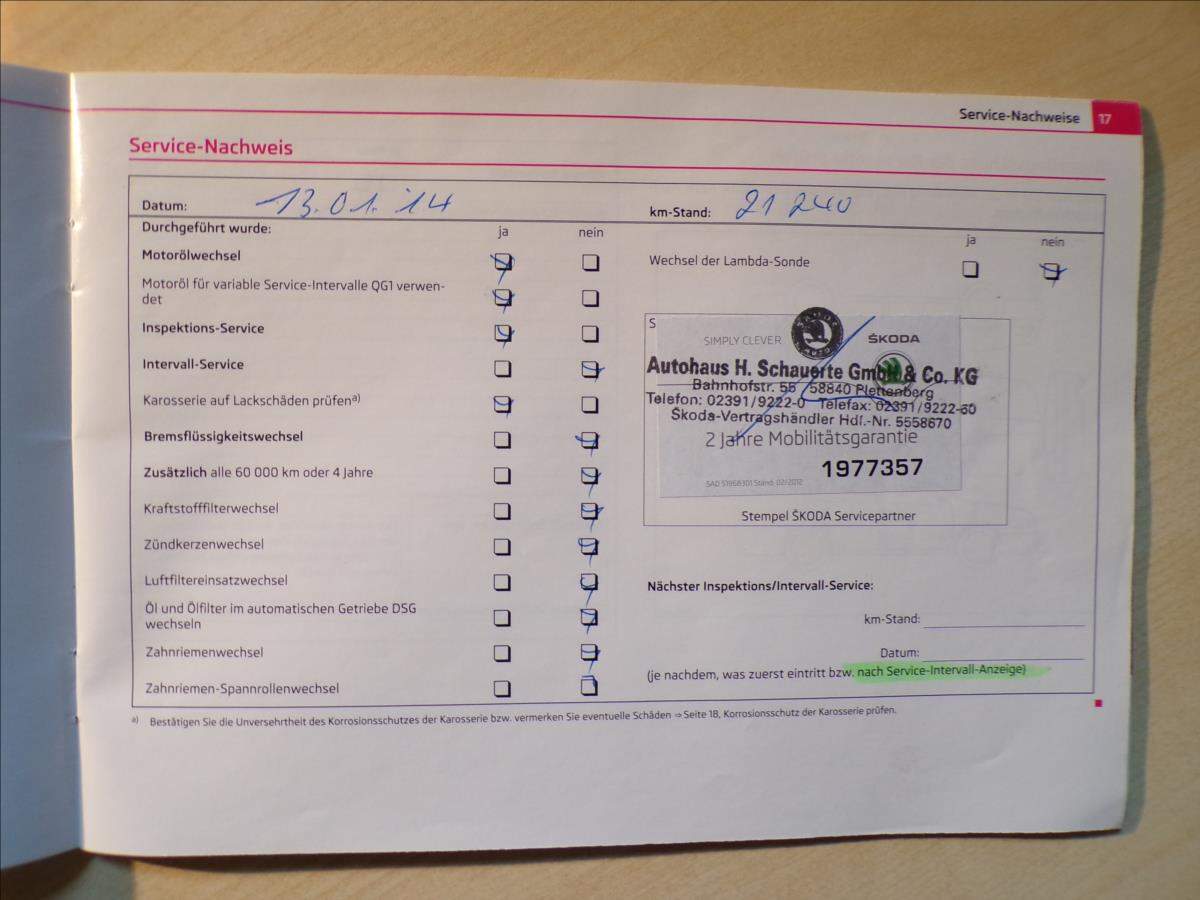 Service-Nachweise 17
Service-Nachweis
Datum: 13.01.'14 km-Stand: 21 240
Durchgeführt wurde: ja nein
ja nein
Motorölwechsel
Wechsel der Lambda-Sonde
Motoröl für variable Service-Intervalle QG1 verwen-
det
Inspektions-Service
Intervall-Service
Karosserie auf Lackschäden prüfenᵃ⁾
Bremsflüssigkeitswechsel
Zusätzlich alle 60 000 km oder 4 Jahre
Kraftstofffilterwechsel
Zündkerzenwechsel
Luftfiltereinsatzwechsel
Öl und Ölfilter im automatischen Getriebe DSG
wechseln
Zahnriemenwechsel
Zahnriemen-Spannrollenwechsel
S
SIMPLY CLEVER ŠKODA
Autohaus H. Schauerte GmbH & Co. KG
Bahnhofstr. 55 58840 Plettenberg
Telefon: 02391/9222-0 Telefax: 02391/9222-60
Škoda-Vertragshändler Hdl.-Nr. 5558670
2 Jahre Mobilitätsgarantie
1977357
Stand: 02/2012
Stempel ŠKODA Servicepartner
Nächster Inspektions/Intervall-Service:
km-Stand:
Datum:
(je nachdem, was zuerst eintritt bzw. nach Service-Intervall-Anzeige)
ᵃ⁾ Bestätigen Sie die Unversehrtheit des Korrosionsschutzes der Karosserie bzw. vermerken Sie eventuelle Schäden ⇒ Seite 18, Korrosionsschutz der Karosserie prüfen.